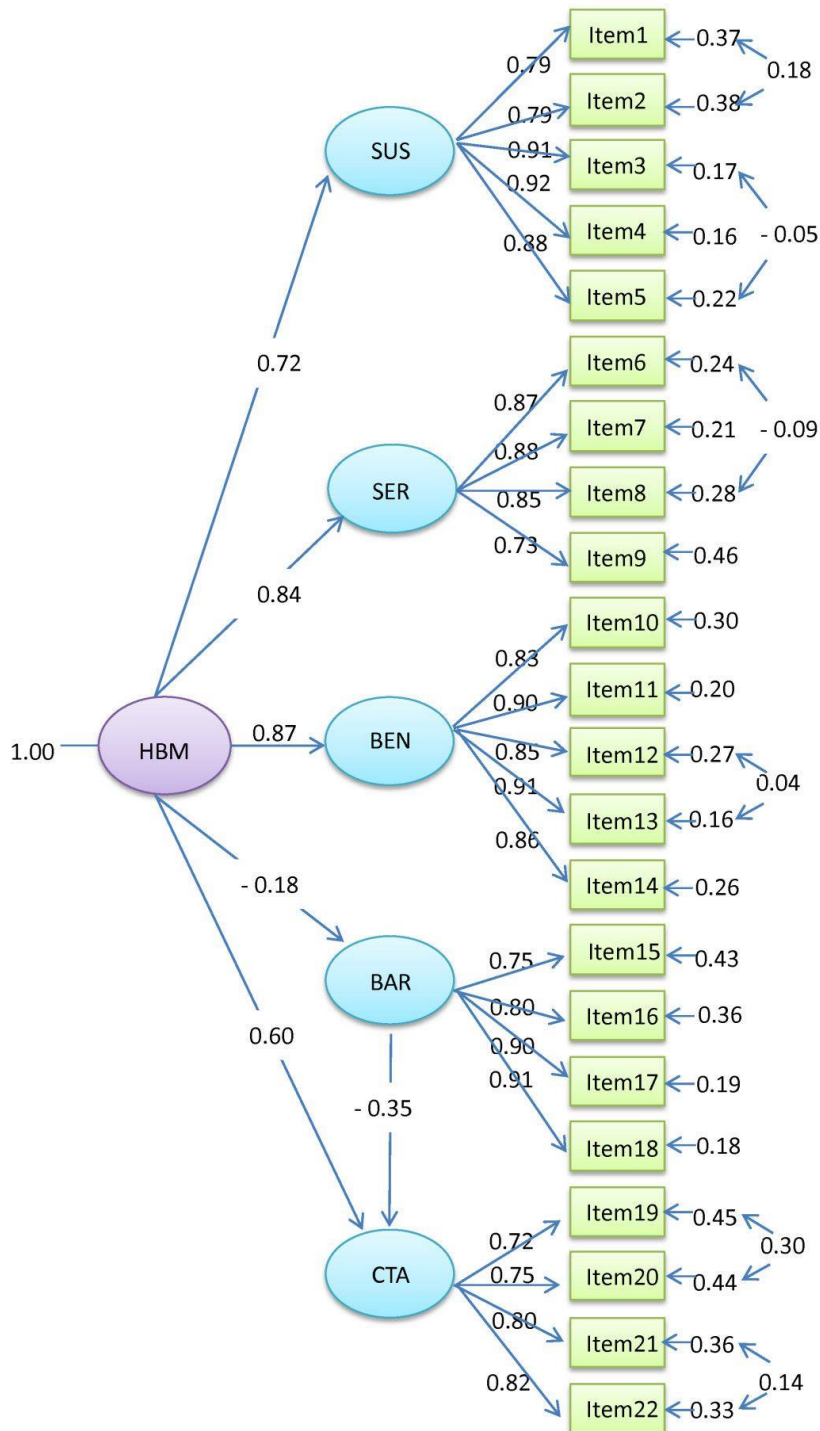 Item1
0.37
0.79
0.18
Item2
0.38
0.79
SUS
0.91
Item3
0.17
0.92
Item4
0.16
- 0.05
0.88
Item5
0.22
0.72
Item6
0.24
0.87
Item7
0.21
- 0.09
0.88
SER
0.85
Item8
0.28
0.73
Item9
0.46
0.84
Item10
0.30
0.83
Item11
0.20
0.90
1.00
HBM
0.87
BEN
0.85
Item12
0.27
0.04
0.91
Item13
0.16
0.86
Item14
0.26
- 0.18
Item15
0.43
0.75
BAR
0.80
Item16
0.36
0.60
0.90
0.91
Item17
0.19
- 0.35
Item18
0.18
Item19
0.45
0.72
0.30
CTA
0.75
Item20
0.44
0.80
Item21
0.36
0.82
0.14
Item22
0.33